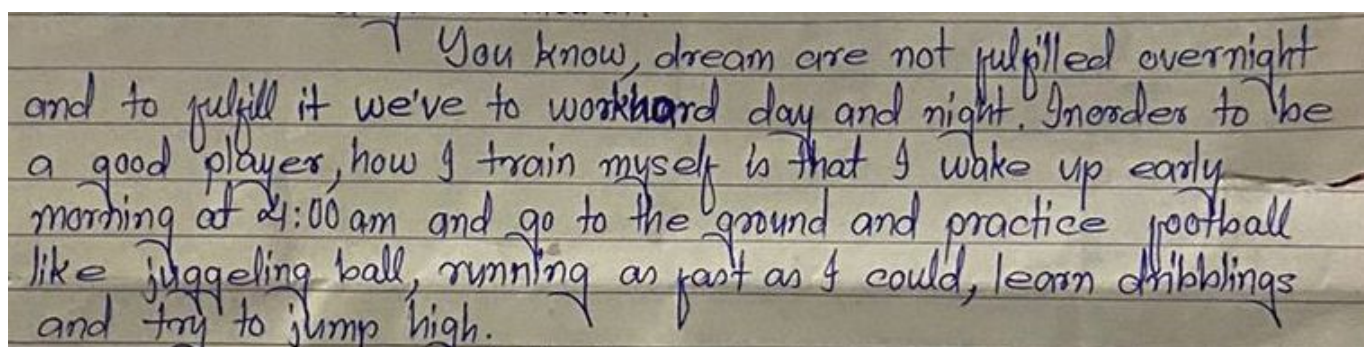 You know, dream are not fulfilled overnight
and to fulfill it we've to workhard day and night. Inorder to be
a good player, how I train myself is that I wake up early
morning at 4:00 am and go to the ground and practice football
like juggeling ball, running as fast as I could, learn dribblings
and try to jump high.